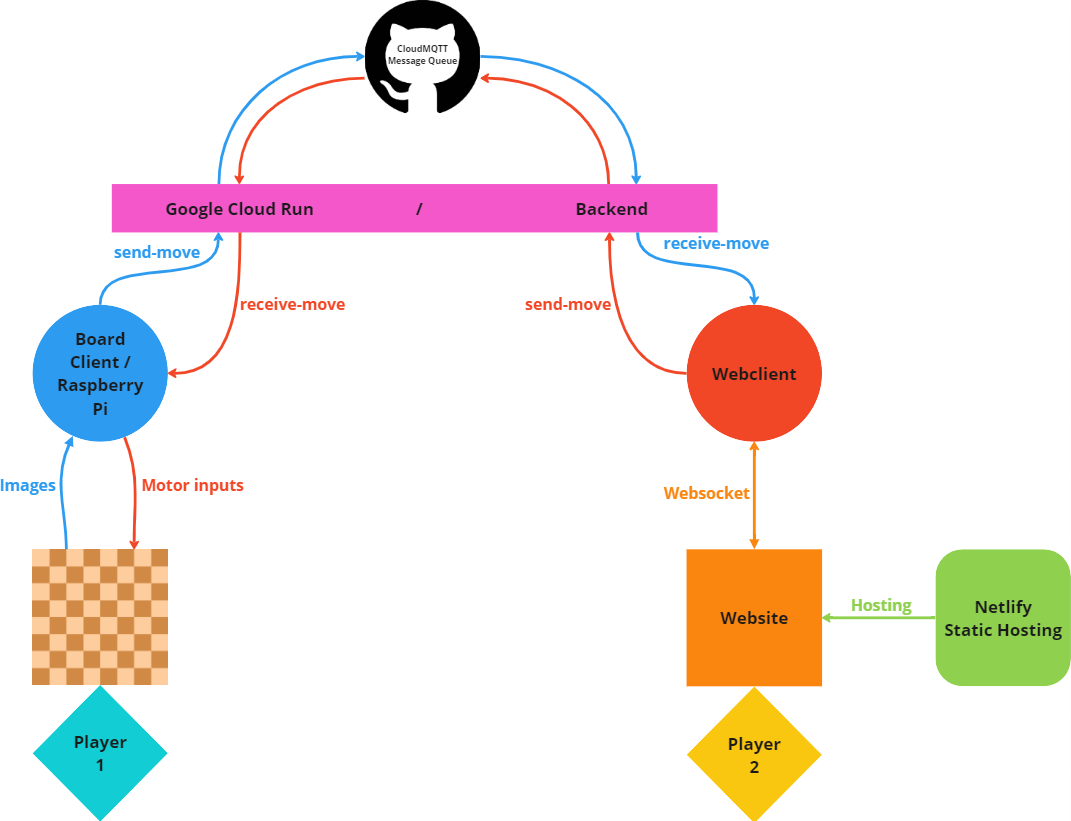 CloudMQTT
Message Queue
Google Cloud Run / Backend
send-move
receive-move
receive-move
send-move
Board
Client /
Raspberry
Pi
Webclient
Images
Motor inputs
Websocket
Website
Hosting
Netlify
Static Hosting
Player
1
Player
2